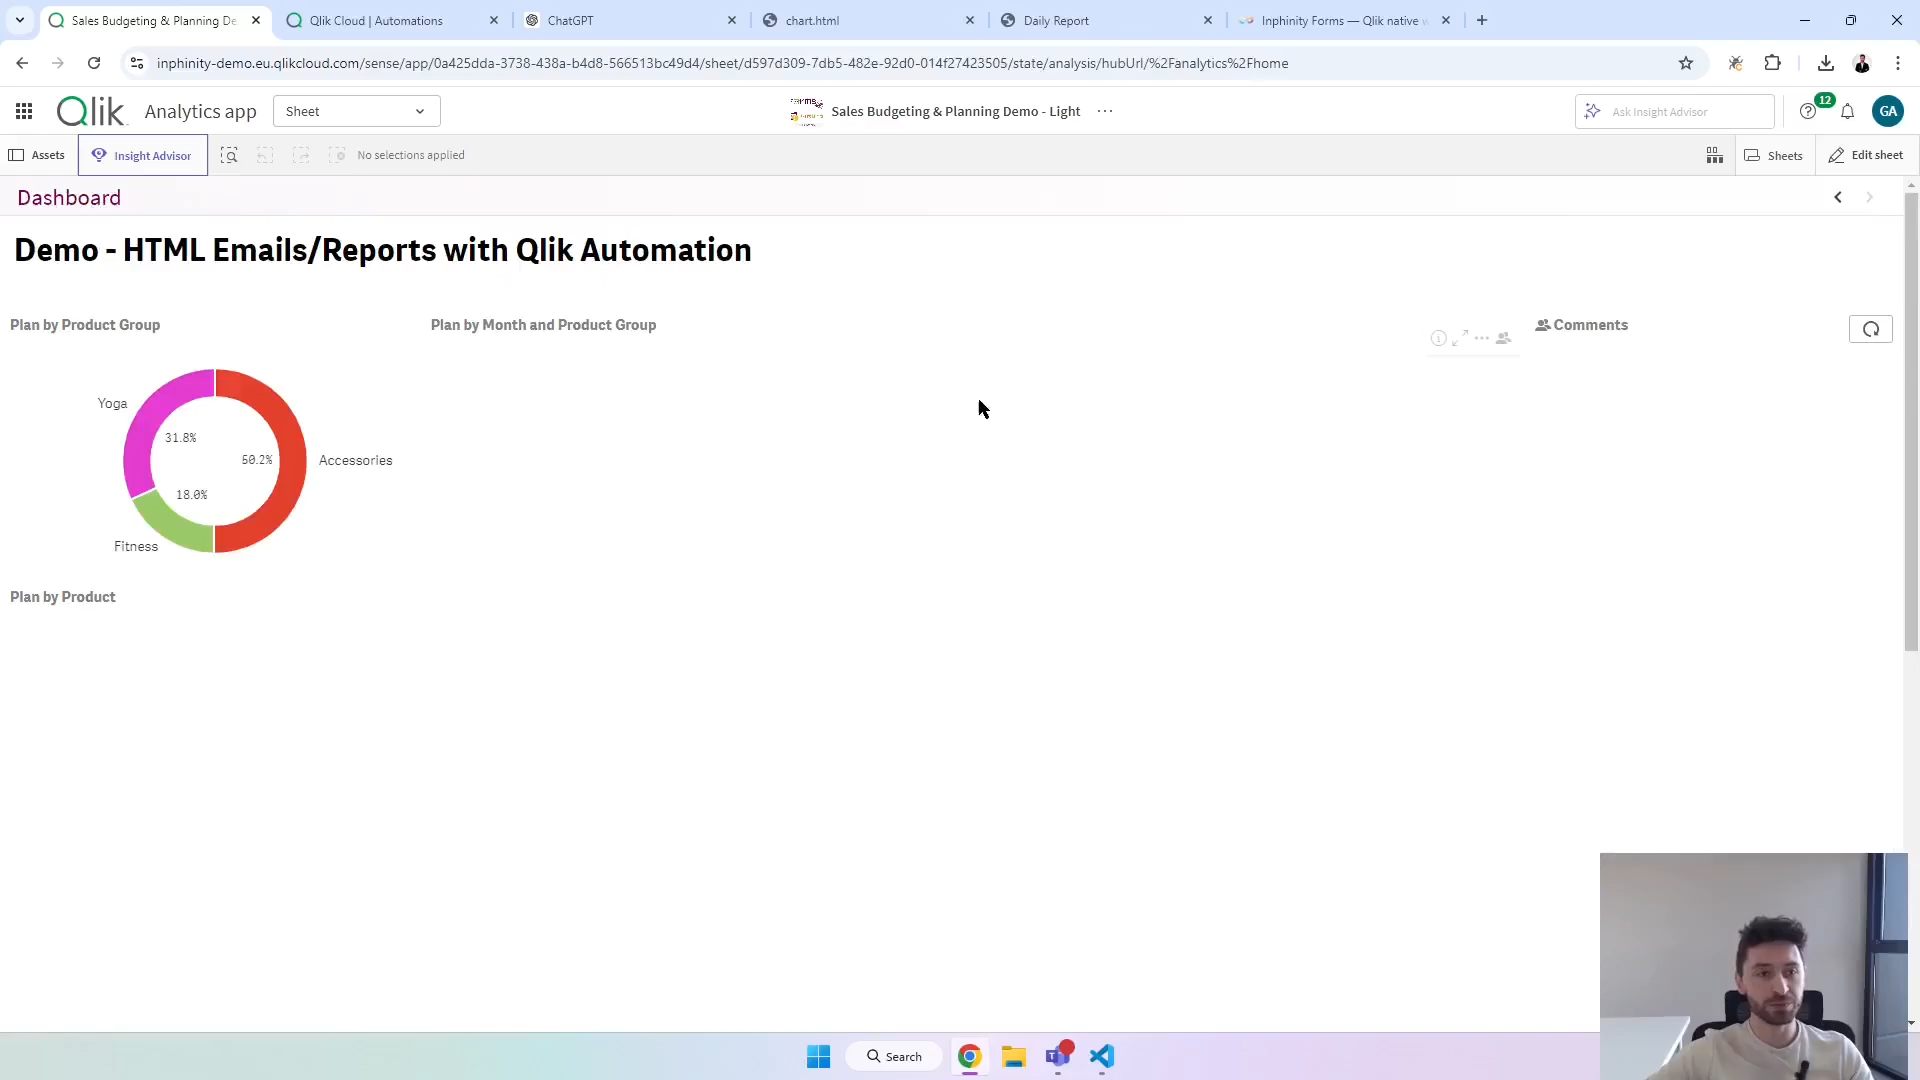 Sales Budgeting & Planning De
Qlik Cloud | Automations
ChatGPT
chart.html
Daily Report
Inphinity Forms — Qlik native w
inphinity-demo.eu.qlikcloud.com/sense/app/0a425dda-3738-438a-b4d8-566513bc49d4/sheet/d597d309-7db5-482e-92d0-014f27423505/state/analysis/hubUrl/%2Fanalytics%2Fhome
Qlik
Analytics app
Sheet
Sales Budgeting & Planning Demo - Light
Ask Insight Advisor
12
GA
Assets
Insight Advisor
No selections applied
Sheets
Edit sheet
Dashboard
Demo - HTML Emails/Reports with Qlik Automation
Plan by Product Group
Plan by Month and Product Group
Comments
Yoga
31.8%
50.2%
Accessories
18.0%
Fitness
Plan by Product
Search